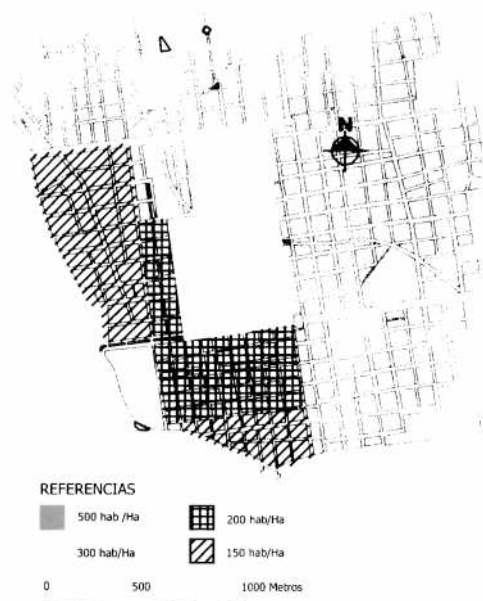 N
REFERENCIAS
500 hab /Ha
200 hab/Ha
300 hab/Ha
150 hab/Ha
0 500 1000 Metros